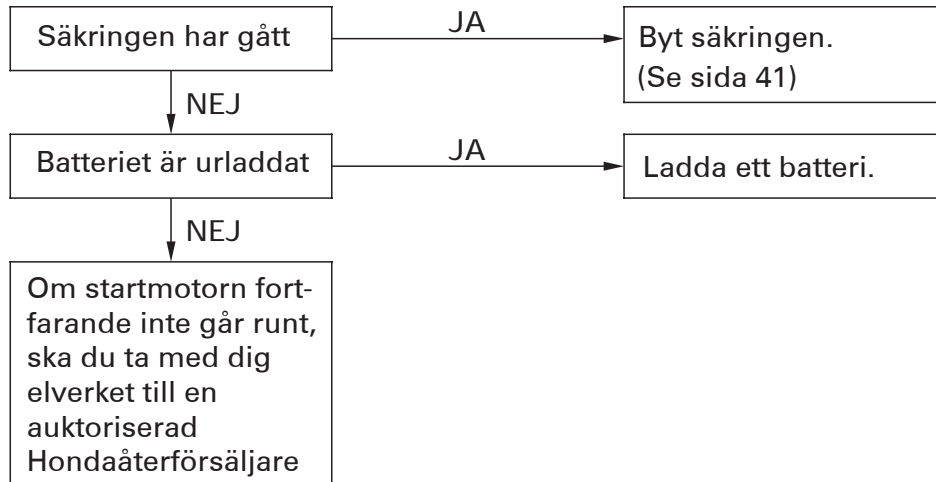 Säkringen har gått
JA
Byt säkringen.
(Se sida 41)
NEJ
Batteriet är urladdat
JA
Ladda ett batteri.
NEJ
Om startmotorn fort-
farande inte går runt,
ska du ta med dig
elverket till en
auktoriserad
Hondaåterförsäljare